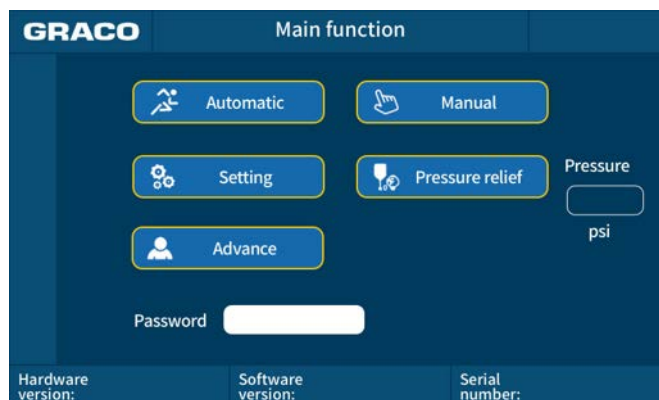 GRACO
Main function
Automatic
Manual
Setting
Pressure relief
Pressure
psi
Advance
Password
Hardware
version:
Software
version:
Serial
number: